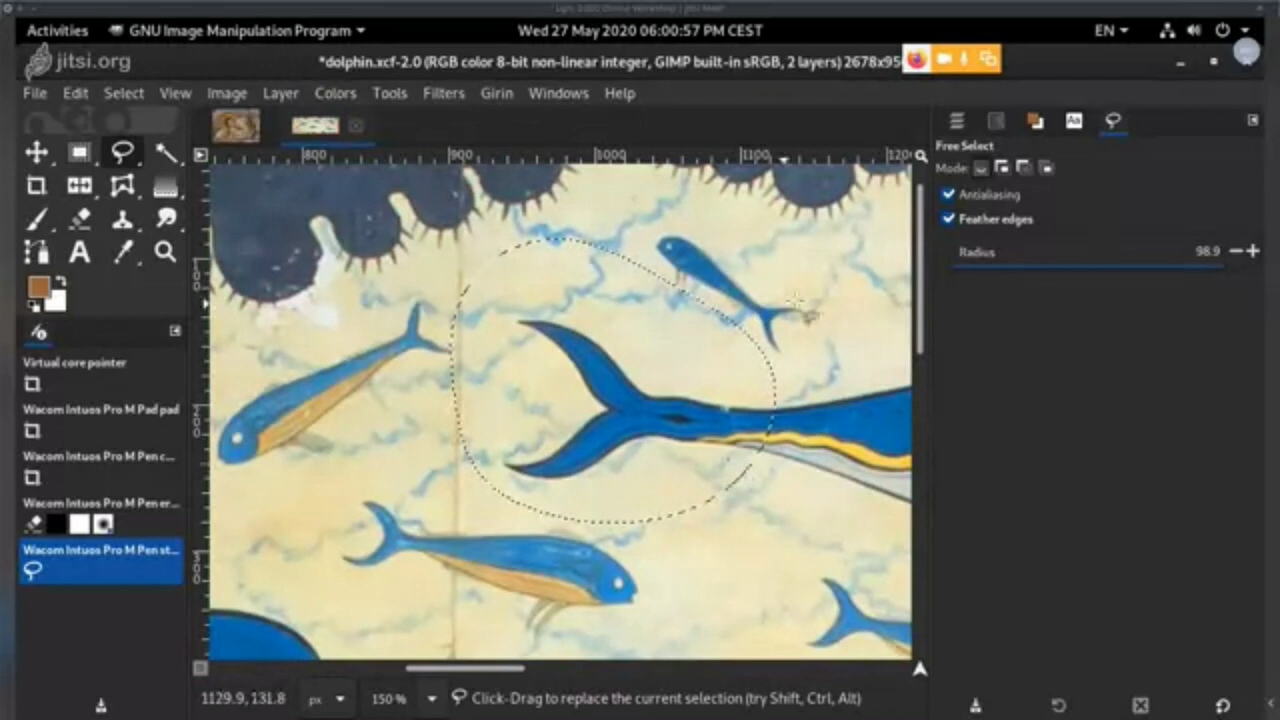 Activities GNU Image Manipulation Program Wed 27 May 2020 06:00:57 PM CEST EN
jitsi.org *dolphin.xcf-2.0 (RGB color 8-bit non-linear integer, GIMP built-in sRGB, 2 layers) 2678x95
File Edit Select View Image Layer Colors Tools Filters Girin Windows Help
800 900 1000 1100 120
Free Select
Mode:
Antialiasing
Feather edges
Radius 98.9
A
Virtual core pointer
Wacom Intuos Pro M Pad pad
Wacom Intuos Pro M Pen c...
Wacom Intuos Pro M Pen er...
Wacom Intuos Pro M Pen st...
1129.9, 131.8 px 150 % Click-Drag to replace the current selection (try Shift, Ctrl, Alt)